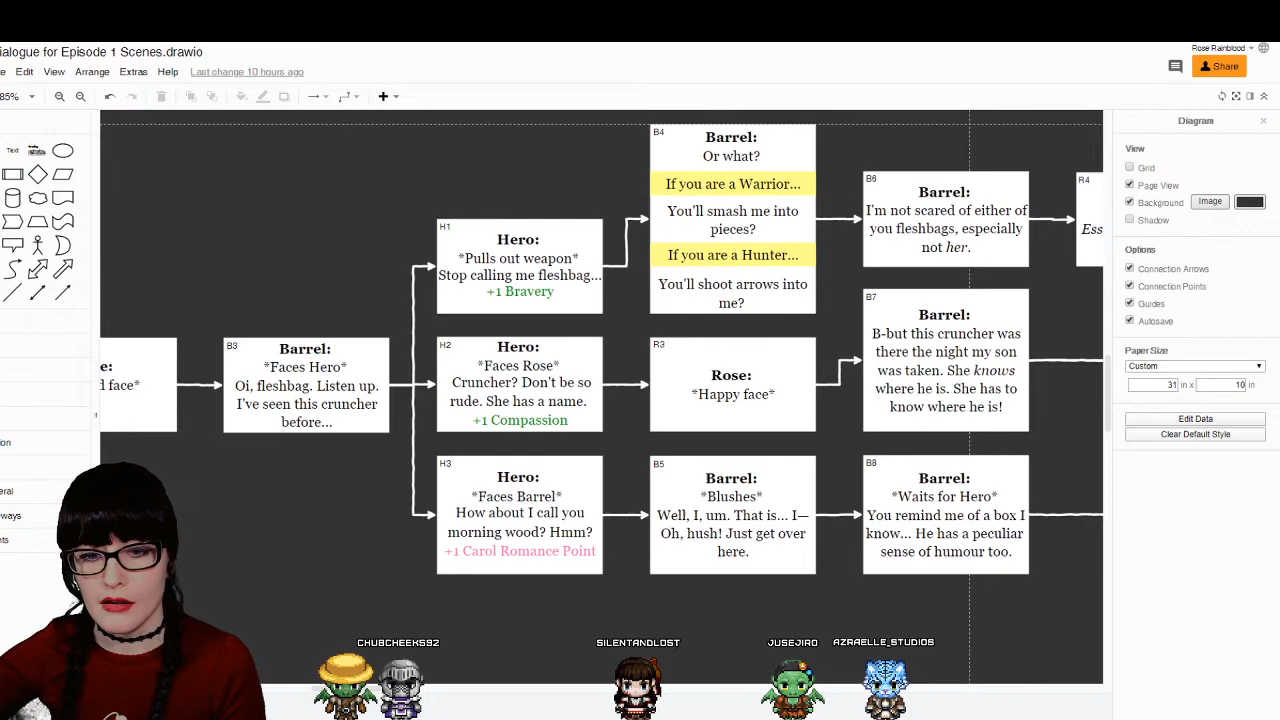 ialogue for Episode 1 Scenes.drawio
Rose Rainblood
Edit View Arrange Extras Help Last change 10 hours ago
Share
85%
Text
Diagram
View
Grid
Page View
Background Image
Shadow
Options
Connection Arrows
Connection Points
Guides
Autosave
Paper Size
Custom
31 in x 10 in
Edit Data
Clear Default Style
e:
d face*
B3
Barrel:
*Faces Hero*
Oi, fleshbag. Listen up.
I've seen this cruncher
before...
H1
Hero:
*Pulls out weapon*
Stop calling me fleshbag...
+1 Bravery
H2
Hero:
*Faces Rose*
Cruncher? Don't be so
rude. She has a name.
+1 Compassion
H3
Hero:
*Faces Barrel*
How about I call you
morning wood? Hmm?
+1 Carol Romance Point
B4
Barrel:
Or what?
If you are a Warrior...
You'll smash me into
pieces?
If you are a Hunter...
You'll shoot arrows into
me?
R3
Rose:
*Happy face*
B5
Barrel:
*Blushes*
Well, I, um. That is... I—
Oh, hush! Just get over
here.
B6
Barrel:
I'm not scared of either of
you fleshbags, especially
not her.
B7
Barrel:
B-but this cruncher was
there the night my son
was taken. She knows
where he is. She has to
know where he is!
B8
Barrel:
*Waits for Hero*
You remind me of a box I
know... He has a peculiar
sense of humour too.
R4
Ess
on
eral
ways
nts
CHUBCHEEKS92
SILENTANDLOST
JUSEJIRO
AZRAELLE_STUDIOS